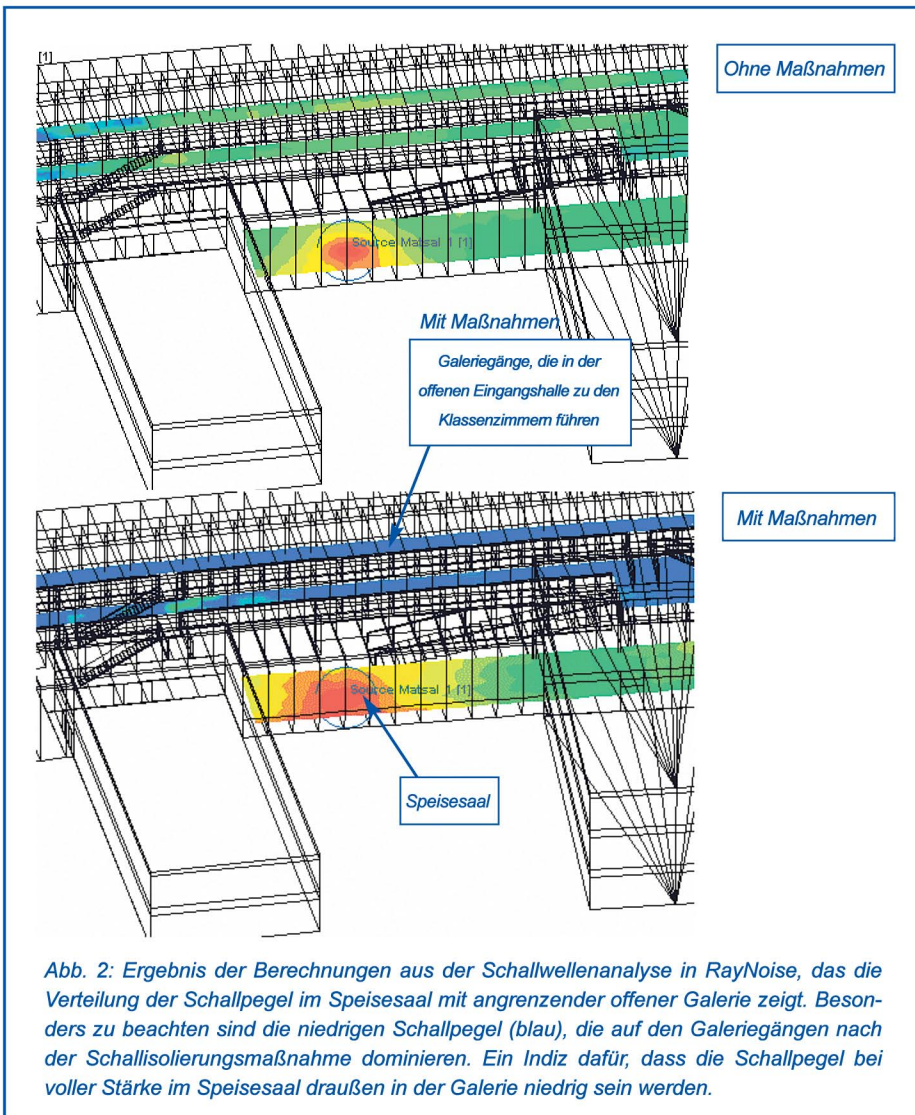 [1]
Ohne Maßnahmen
Source Matsal 1 [1]
Mit Maßnahmen
Galeriegänge, die in der
offenen Eingangshalle zu den
Klassenzimmern führen
Mit Maßnahmen
Source Matsal 1 [1]
Speisesaal
Abb. 2: Ergebnis der Berechnungen aus der Schallwellenanalyse in RayNoise, das die
Verteilung der Schallpegel im Speisesaal mit angrenzender offener Galerie zeigt. Beson-
ders zu beachten sind die niedrigen Schallpegel (blau), die auf den Galeriegängen nach
der Schallisolierungsmaßnahme dominieren. Ein Indiz dafür, dass die Schallpegel bei
voller Stärke im Speisesaal draußen in der Galerie niedrig sein werden.